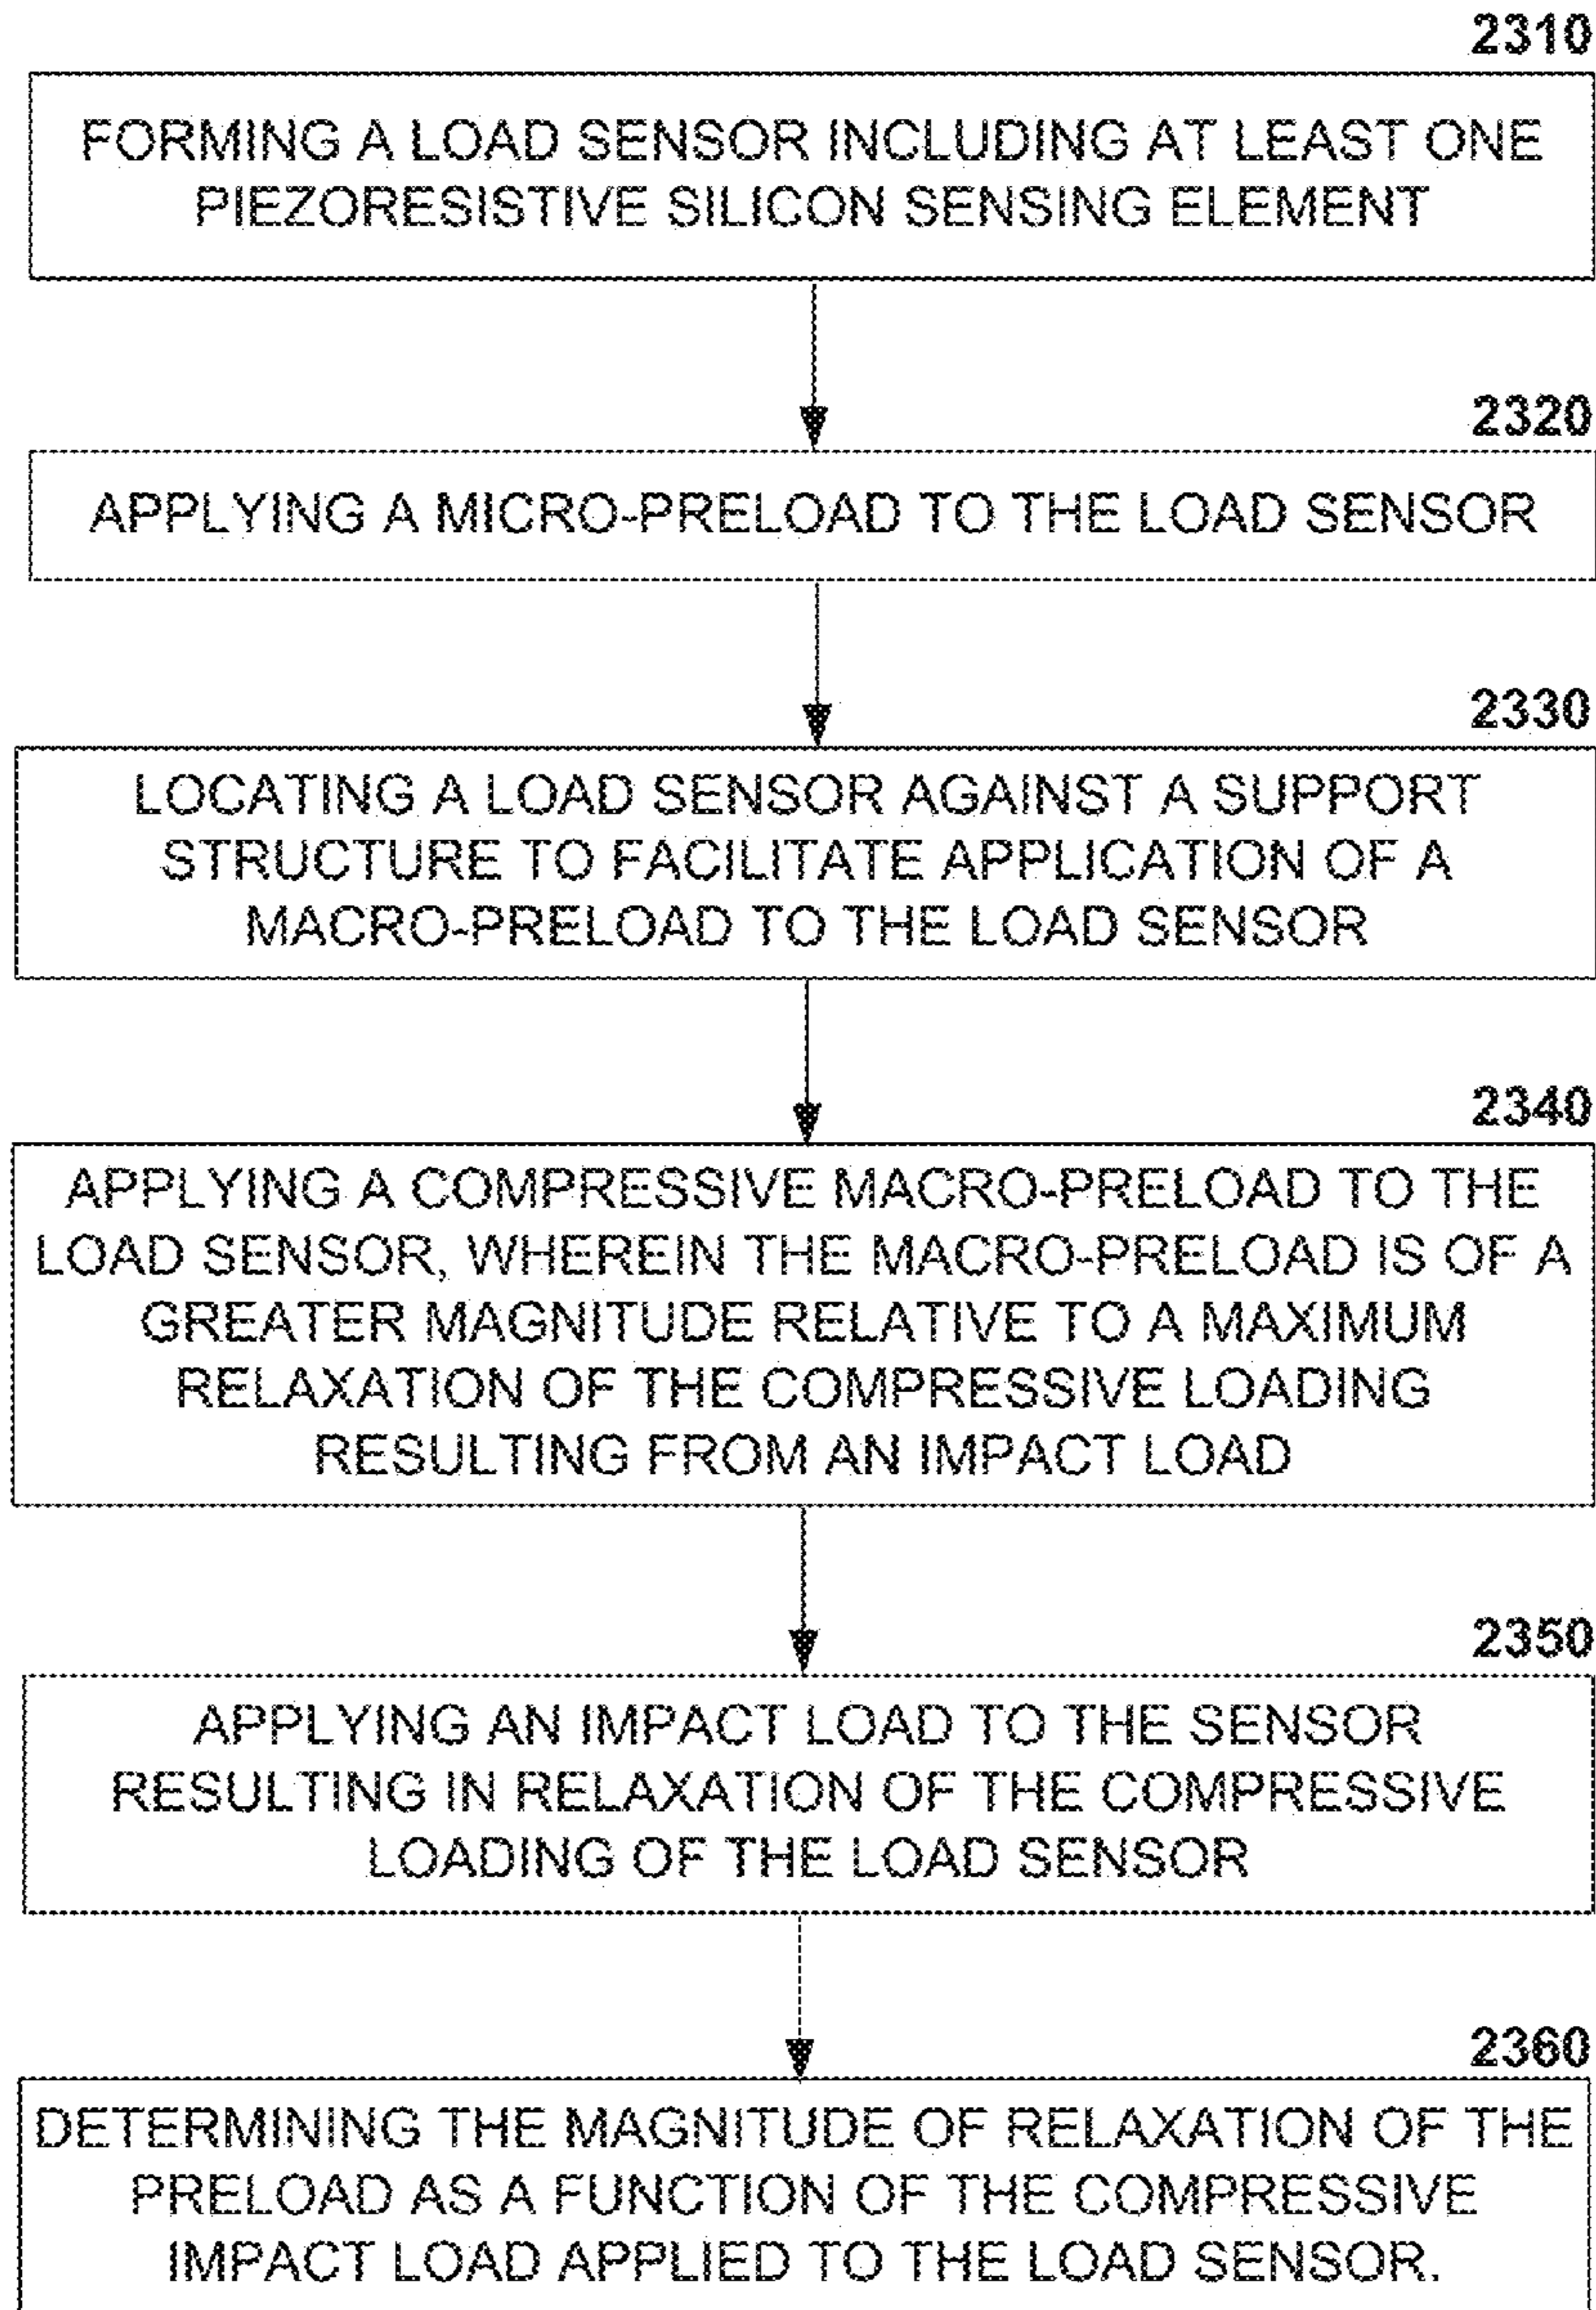 2310
FORMING A LOAD SENSOR INCLUDING AT LEAST ONE
PIEZORESISTIVE SILICON SENSING ELEMENT
2320
APPLYING A MICRO-PRELOAD TO THE LOAD SENSOR
2330
LOCATING A LOAD SENSOR AGAINST A SUPPORT
STRUCTURE TO FACILITATE APPLICATION OF A
MACRO-PRELOAD TO THE LOAD SENSOR
2340
APPLYING A COMPRESSIVE MACRO-PRELOAD TO THE
LOAD SENSOR, WHEREIN THE MACRO-PRELOAD IS OF A
GREATER MAGNITUDE RELATIVE TO A MAXIMUM
RELAXATION OF THE COMPRESSIVE LOADING
RESULTING FROM AN IMPACT LOAD
2350
APPLYING AN IMPACT LOAD TO THE SENSOR
RESULTING IN RELAXATION OF THE COMPRESSIVE
LOADING OF THE LOAD SENSOR
2360
DETERMINING THE MAGNITUDE OF RELAXATION OF THE
PRELOAD AS A FUNCTION OF THE COMPRESSIVE
IMPACT LOAD APPLIED TO THE LOAD SENSOR.